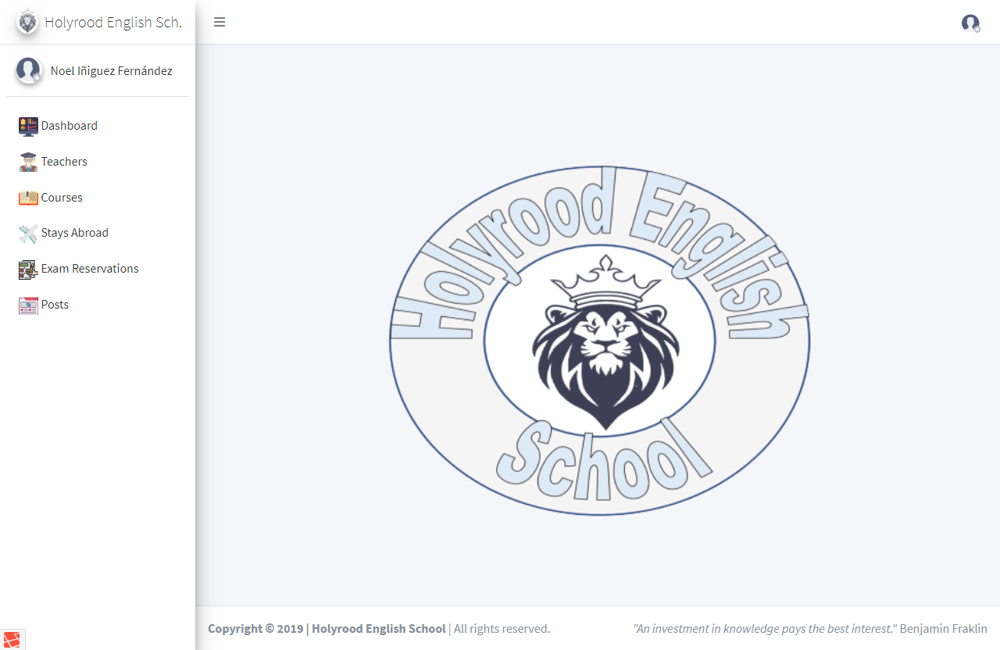 Holyrood English Sch.
Noel Iñiguez Fernández
Dashboard
Teachers
Courses
Stays Abroad
Exam Reservations
Posts
Holyrood English
School
Copyright © 2019 | Holyrood English School | All rights reserved.
"An investment in knowledge pays the best interest." Benjamin Fraklin